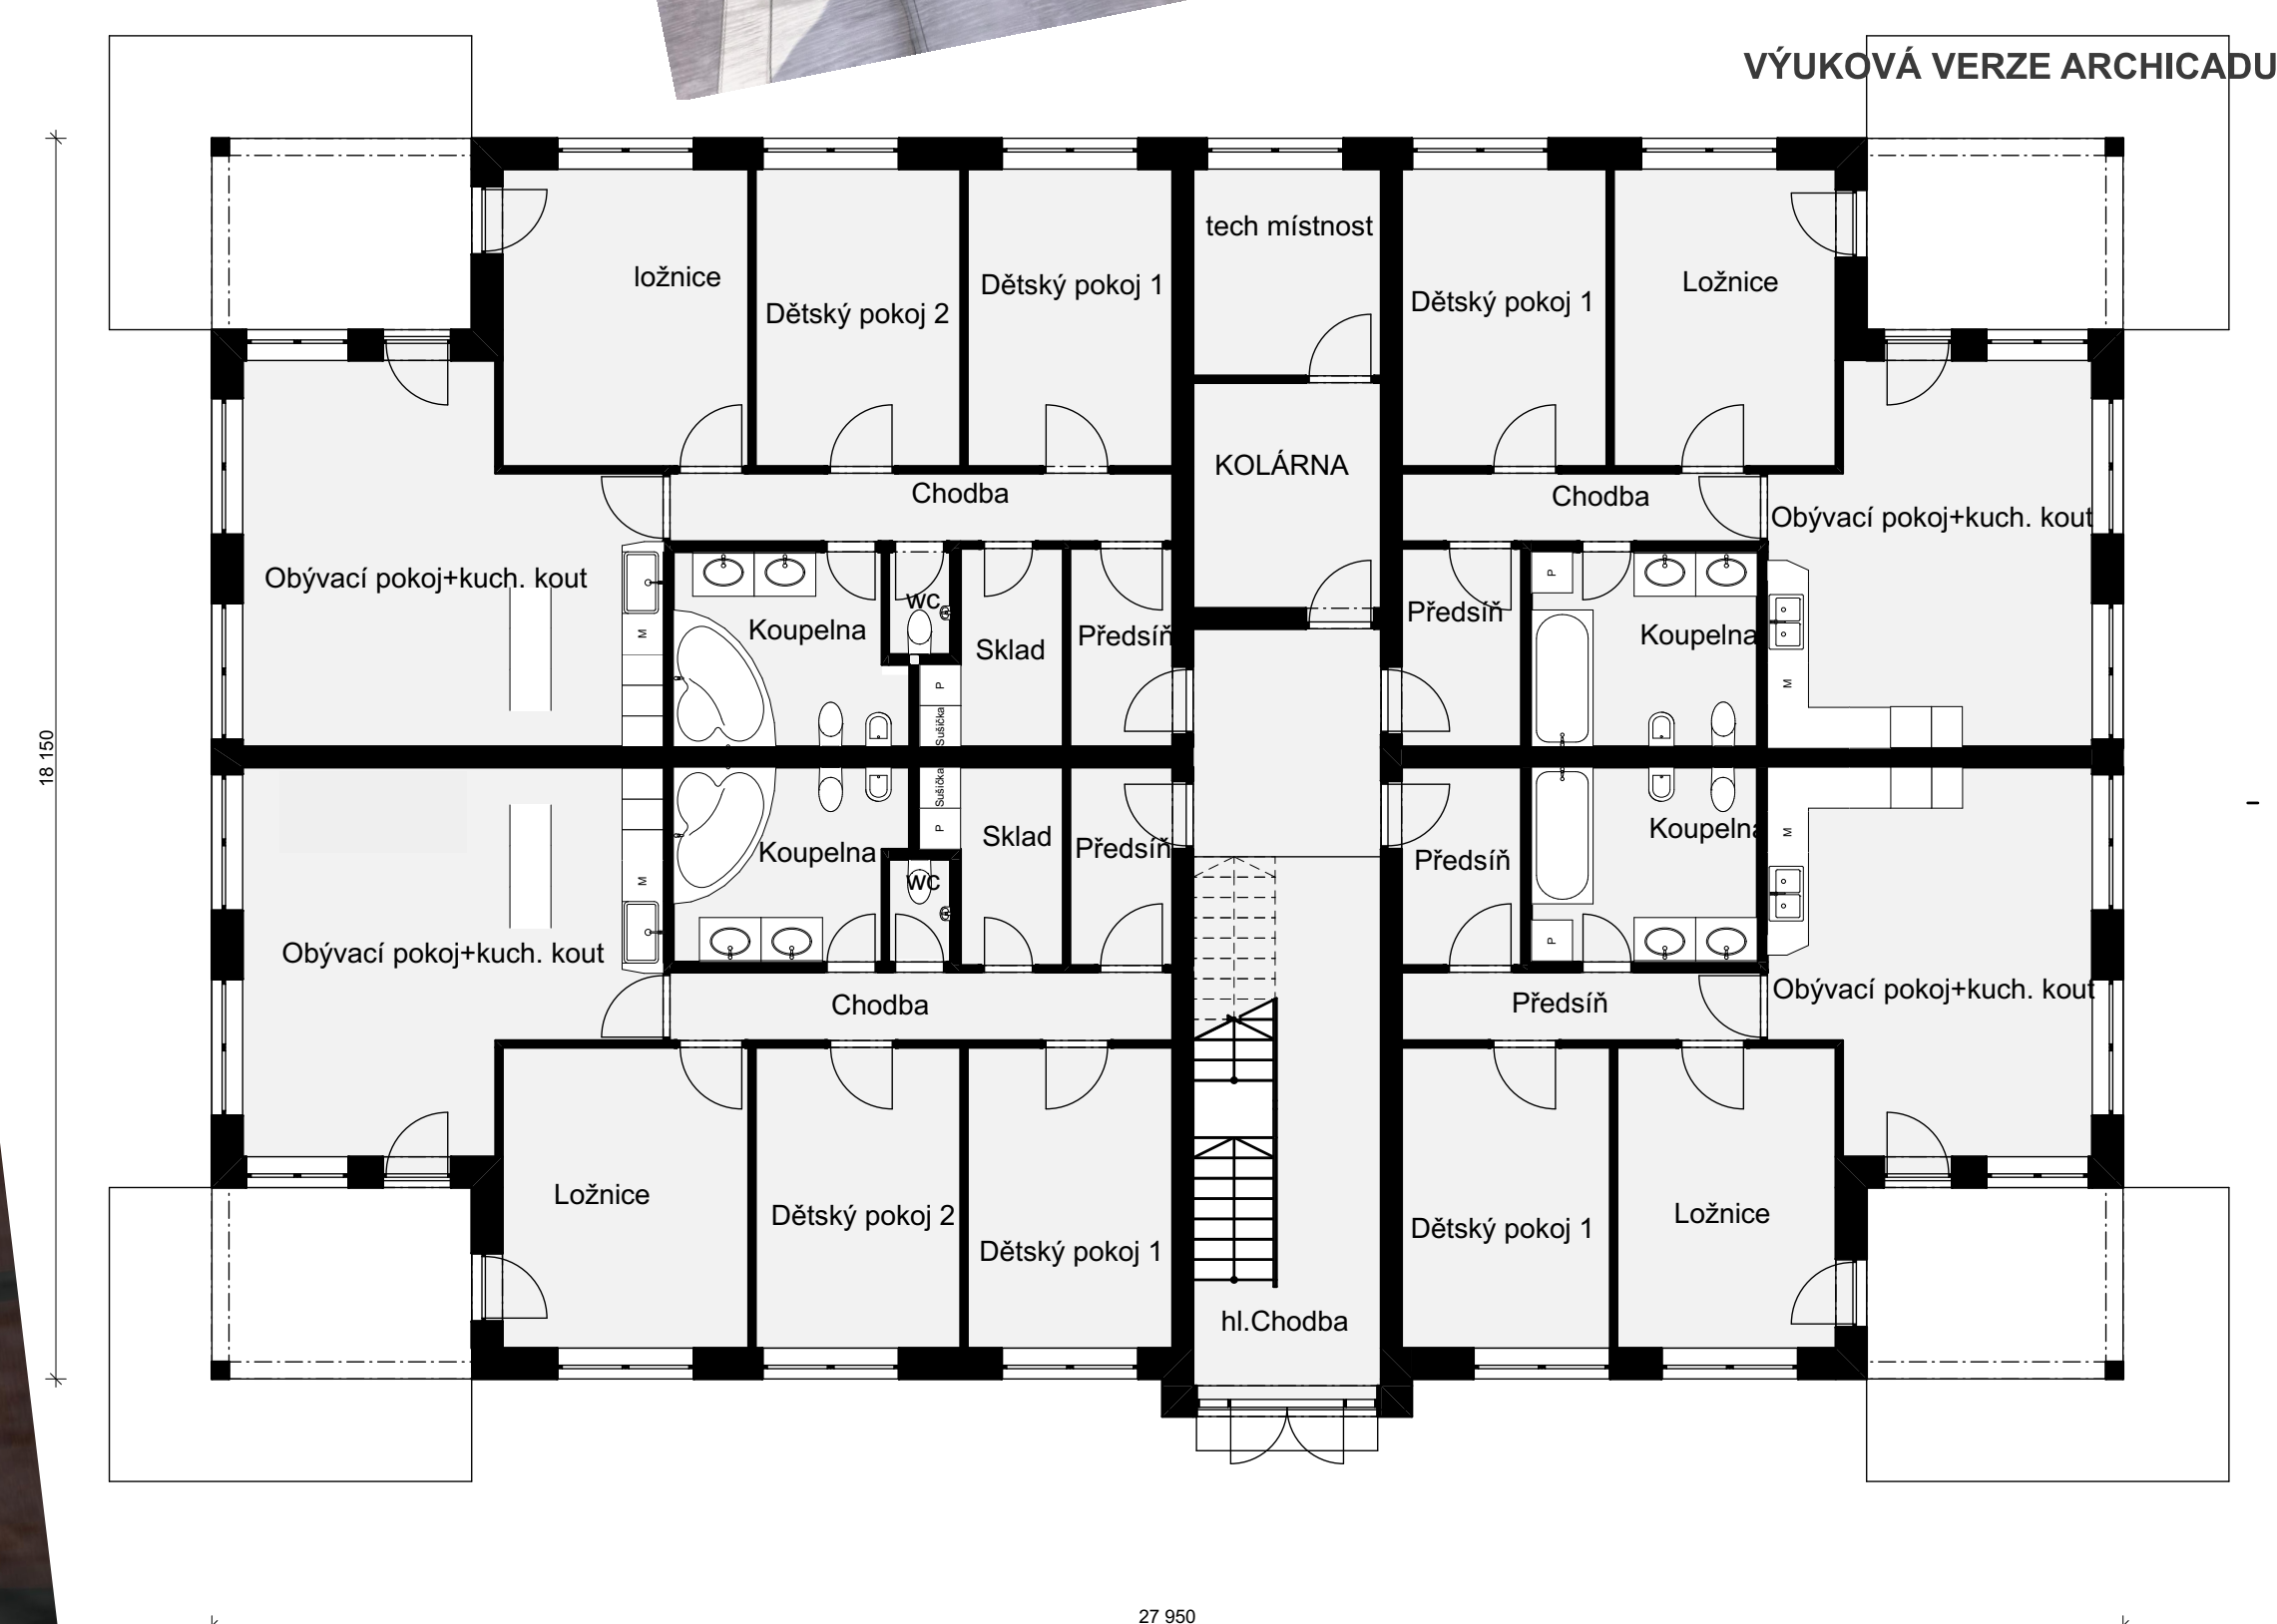 VÝUKOVÁ VERZE ARCHICADU
tech místnost
ložnice
Dětský pokoj 2
Dětský pokoj 1
Dětský pokoj 1
Ložnice
KOLÁRNA
Chodba
Chodba
Obývací pokoj+kuch. kout
Obývací pokoj+kuch. kout
M
Koupelna
wc
Sklad
Předsíň
P
Sušička
Předsíň
P
Koupelna
M
18 150
M
Koupelna
Sušička
P
wc
Sklad
Předsíň
Předsíň
P
Koupelna
M
Obývací pokoj+kuch. kout
Obývací pokoj+kuch. kout
Chodba
Předsíň
Ložnice
Dětský pokoj 2
Dětský pokoj 1
Dětský pokoj 1
Ložnice
hl.Chodba
27 950